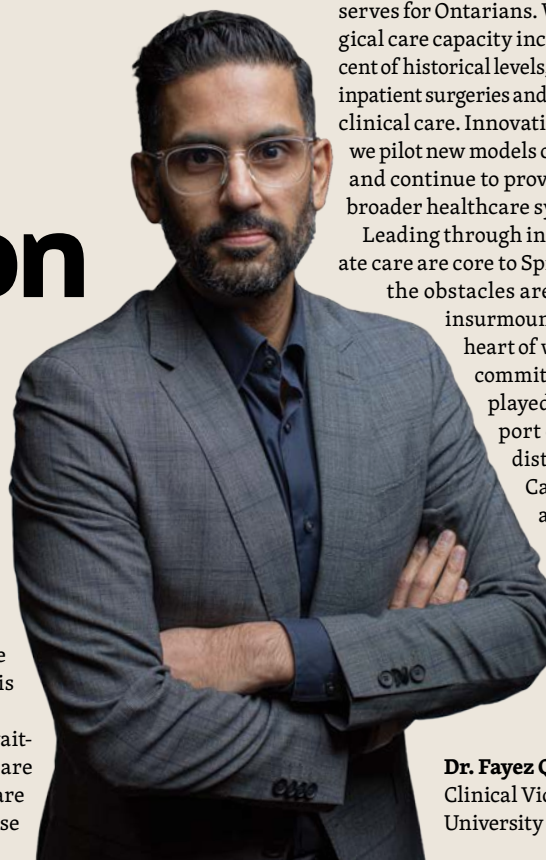 serves for Ontarians. W
gical care capacity inc
cent of historical levels,
inpatient surgeries and
clinical care. Innovati
we pilot new models o
and continue to prov
broader healthcare sy
Leading through in
ate care are core to Spi
the obstacles are
insurmoun
heart of v
commit
played
port
dist
Ca
a
on
e
is
ait-
are
are
se
Dr. Fayez Q
Clinical Vic
University